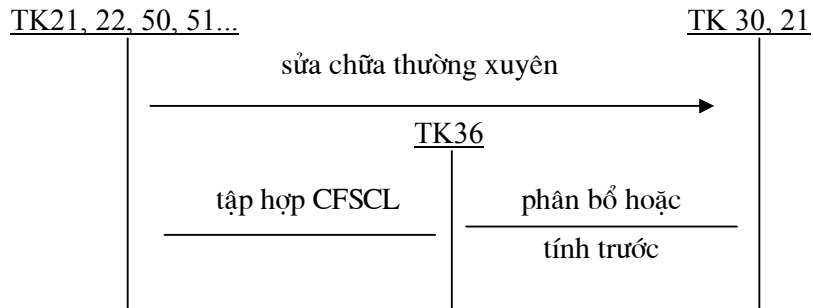 TK21, 22, 50, 51...
TK 30, 21
sửa chữa thường xuyên
TK36
tập hợp CFSCL
phân bổ hoặc
tính trước